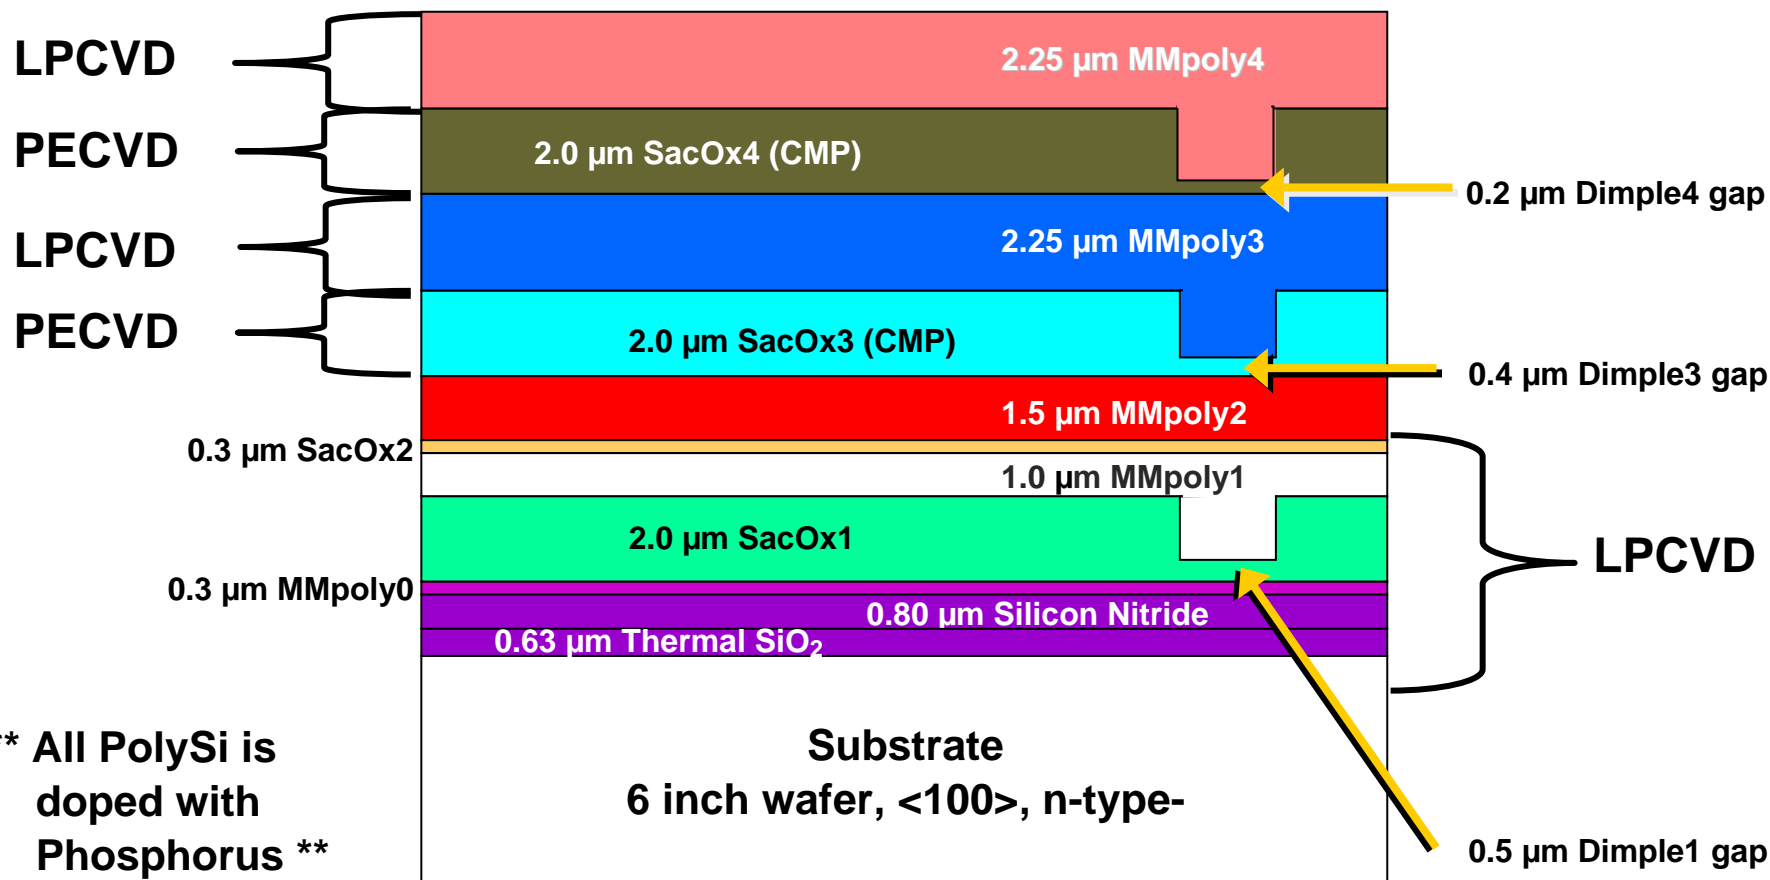 LPCVD
2.25 µm MMpoly4
PECVD
2.0 µm SacOx4 (CMP)
0.2 µm Dimple4 gap
LPCVD
2.25 µm MMpoly3
PECVD
2.0 µm SacOx3 (CMP)
0.4 µm Dimple3 gap
1.5 µm MMpoly2
0.3 µm SacOx2
1.0 µm MMpoly1
2.0 µm SacOx1
LPCVD
0.3 µm MMpoly0
0.80 µm Silicon Nitride
0.63 µm Thermal SiO₂
** All PolySi is
doped with
Phosphorus **
Substrate
6 inch wafer, <100>, n-type-
0.5 µm Dimple1 gap